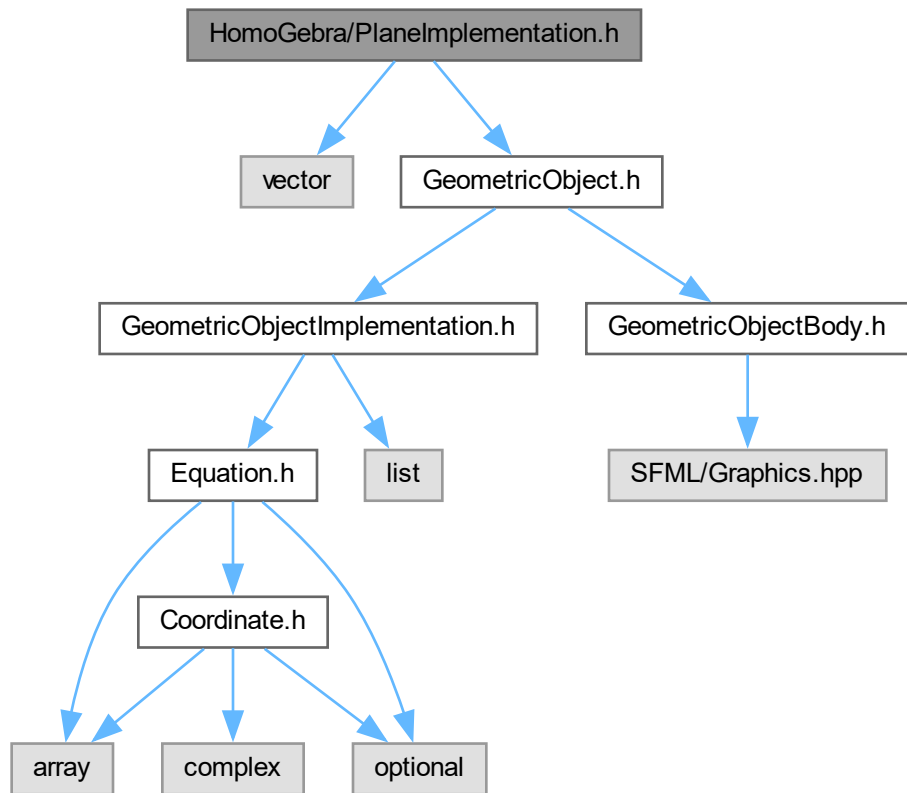 HomoGebra/PlaneImplementation.h
vector
GeometricObject.h
GeometricObjectImplementation.h
GeometricObjectBody.h
Equation.h
list
SFML/Graphics.hpp
Coordinate.h
array
complex
optional